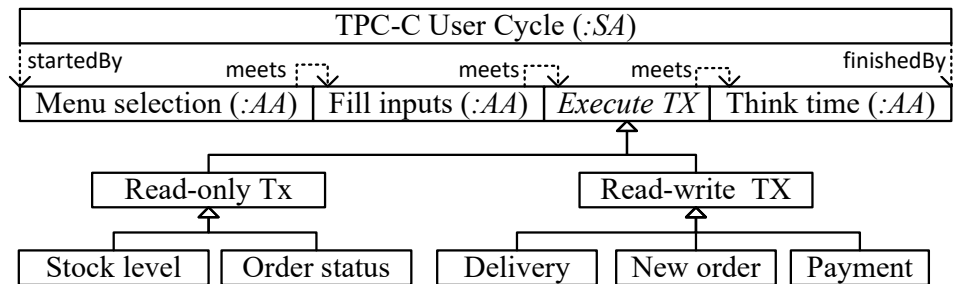 TPC-C User Cycle (:SA)
startedBy meets meets meets finishedBy
Menu selection (:AA) Fill inputs (:AA) Execute TX Think time (:AA)
Read-only Tx Read-write TX
Stock level Order status Delivery New order Payment